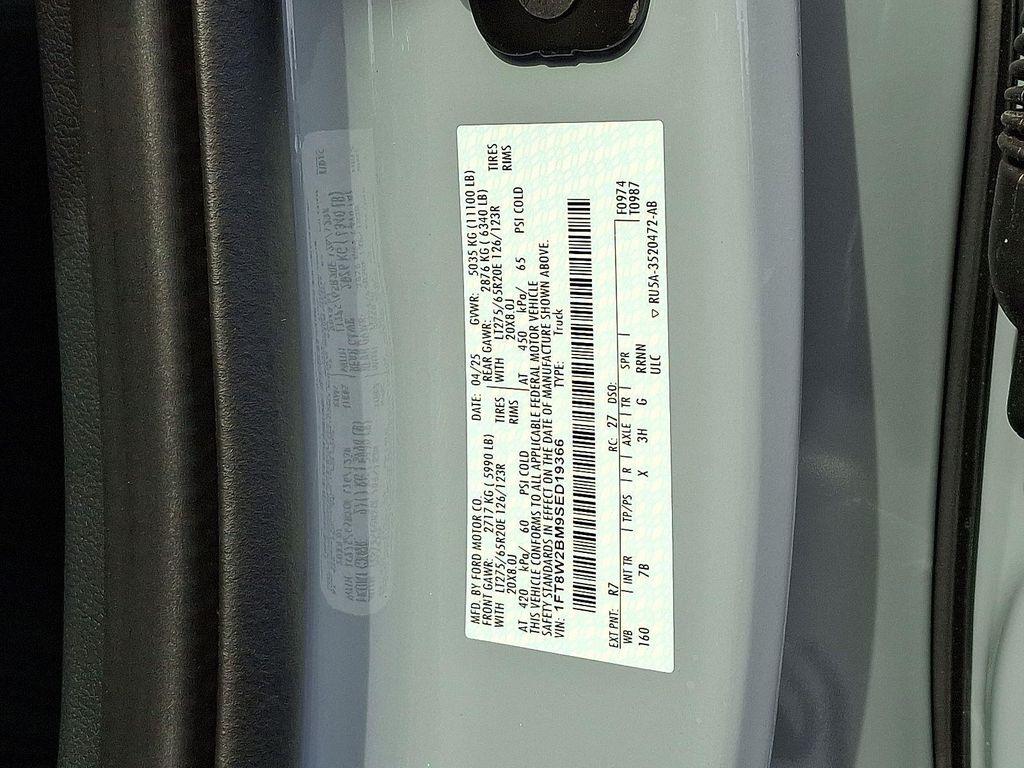 MFD. BY FORD MOTOR CO. DATE: 04/25 GVWR: 5035 KG (11100 LB)
FRONT GAWR: 2717 KG ( 5990 LB) REAR GAWR: 2876 KG ( 6340 LB)
WITH LT275/65R20E 126/123R TIRES WITH LT275/65R20E 126/123R TIRES
20X8.0J RIMS 20X8.0J RIMS
AT 420 kPa/ 60 PSI COLD AT 450 kPa/ 65 PSI COLD
THIS VEHICLE CONFORMS TO ALL APPLICABLE FEDERAL MOTOR VEHICLE
SAFETY STANDARDS IN EFFECT ON THE DATE OF MANUFACTURE SHOWN ABOVE.
VIN: 1FT8W2BM9SED19366 TYPE: Truck
EXT PNT: R7 RC: 27 DSO: F0974
WB INT TR TP/PS R AXLE TR SPR T0987
160 7B X 3H G RRNN
ULC ▽ RU5A-3520472-AB